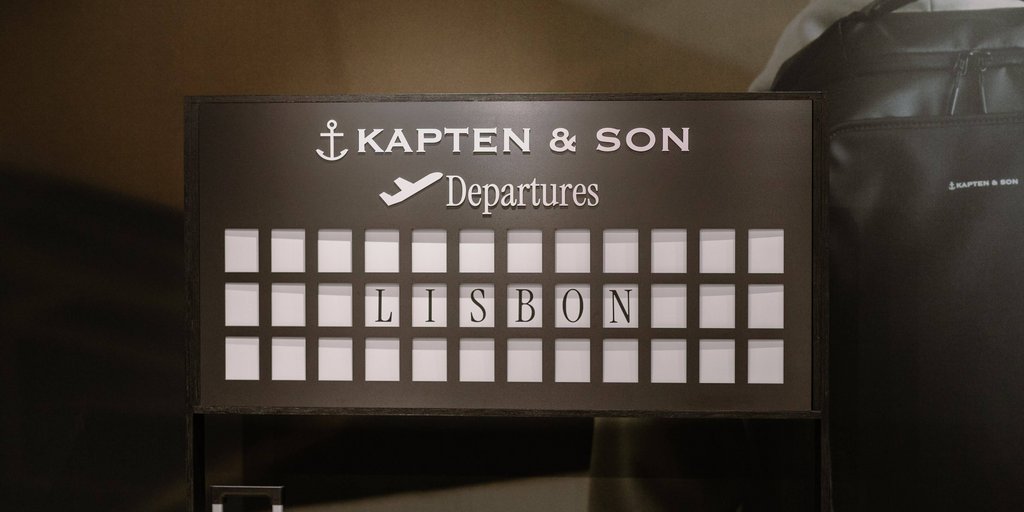 KAPTEN & SON
Departures
LISBON
KAPTEN & SON